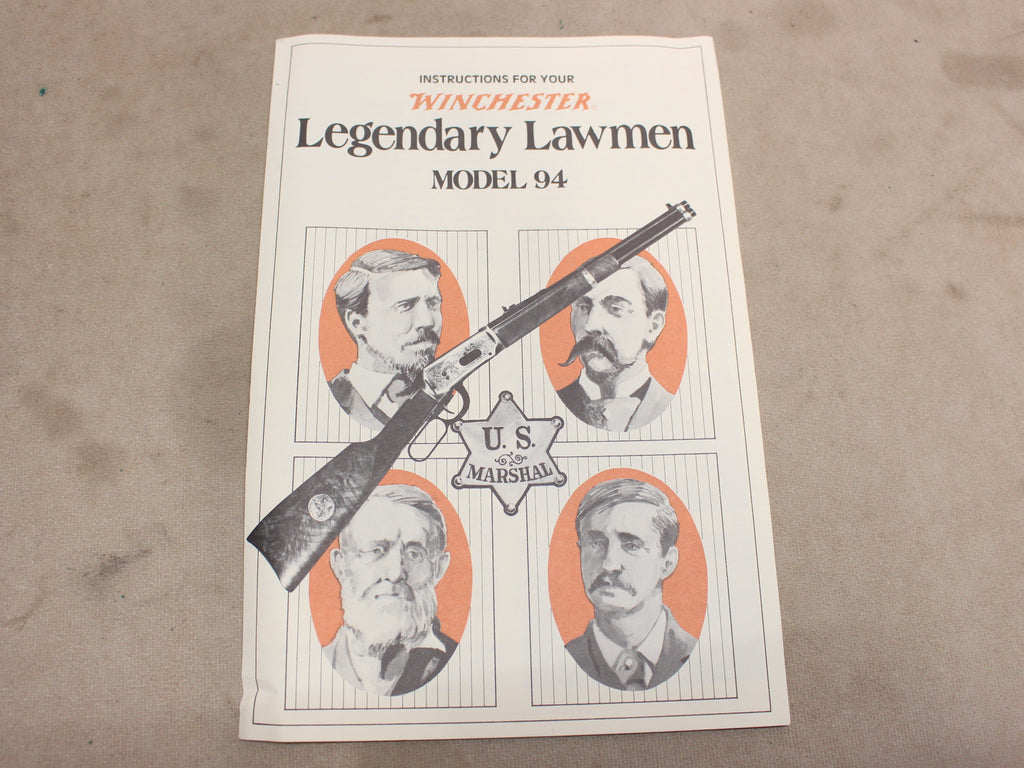 INSTRUCTIONS FOR YOUR
WINCHESTER®
Legendary Lawmen
MODEL 94
U. S.
MARSHAL